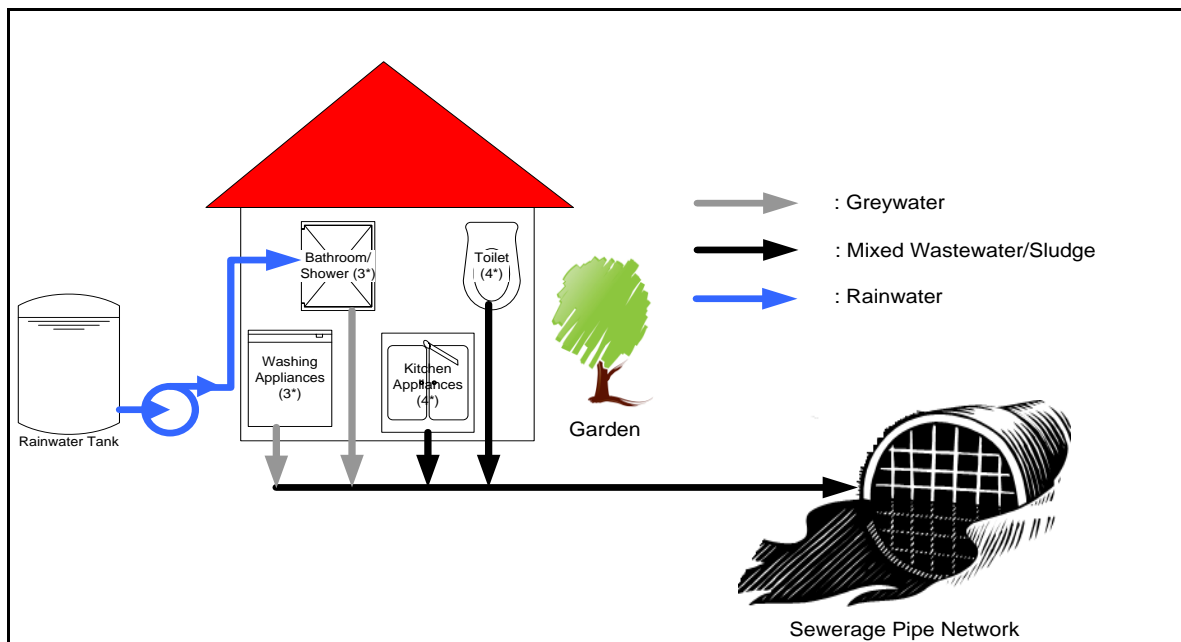 Bathroom/
Shower (3*)
Toilet
(4*)
Washing
Appliances
(3*)
Kitchen
Appliances
(4*)
Rainwater Tank
Garden
: Greywater
: Mixed Wastewater/Sludge
: Rainwater
Sewerage Pipe Network